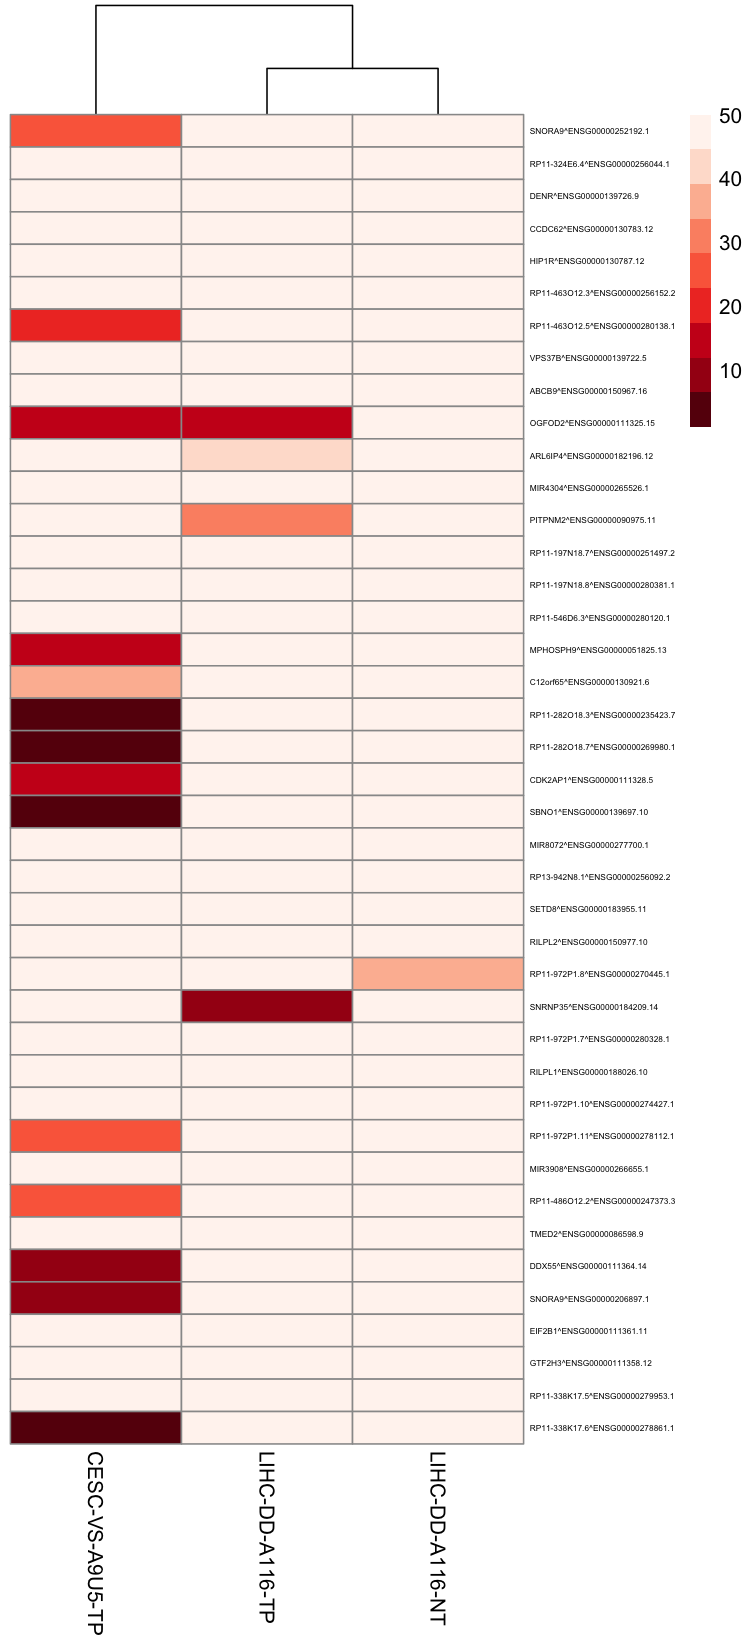 50
SNORA9^ENSG00000252192.1
RP11-324E6.4^ENSG00000256044.1
40
DENR^ENSG00000139726.9
CCDC62^ENSG00000130783.12
30
HIP1R^ENSG00000130787.12
RP11-463O12.3^ENSG00000256152.2
20
RP11-463O12.5^ENSG00000280138.1
VPS37B^ENSG00000139722.5
10
ABCB9^ENSG00000150967.16
OGFOD2^ENSG00000111325.15
ARL6IP4^ENSG00000182196.12
MIR4304^ENSG00000265526.1
PITPNM2^ENSG00000090975.11
RP11-197N18.7^ENSG00000251497.2
RP11-197N18.8^ENSG00000280381.1
RP11-546D6.3^ENSG00000280120.1
MPHOSPH9^ENSG00000051825.13
C12orf65^ENSG00000130921.6
RP11-282O18.3^ENSG00000235423.7
RP11-282O18.7^ENSG00000269980.1
CDK2AP1^ENSG00000111328.5
SBNO1^ENSG00000139697.10
MIR8072^ENSG00000277700.1
RP13-942N8.1^ENSG00000256092.2
SETD8^ENSG00000183955.11
RILPL2^ENSG00000150977.10
RP11-972P1.8^ENSG00000270445.1
SNRNP35^ENSG00000184209.14
RP11-972P1.7^ENSG00000280328.1
RILPL1^ENSG00000188026.10
RP11-972P1.10^ENSG00000274427.1
RP11-972P1.11^ENSG00000278112.1
MIR3908^ENSG00000266655.1
RP11-486O12.2^ENSG00000247373.3
TMED2^ENSG00000086598.9
DDX55^ENSG00000111364.14
SNORA9^ENSG00000206897.1
EIF2B1^ENSG00000111361.11
GTF2H3^ENSG00000111358.12
RP11-338K17.5^ENSG00000279953.1
RP11-338K17.6^ENSG00000278861.1
CESC-VS-A9U5-TP
LIHC-DD-A116-TP
LIHC-DD-A116-NT